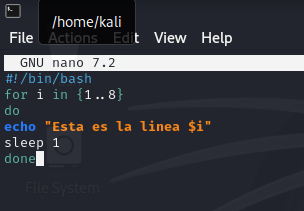 /home/kali
File Actions Edit View Help
GNU nano 7.2
#!/bin/bash
for i in {1..8}
do
echo "Esta es la linea $i"
sleep 1
done
File System